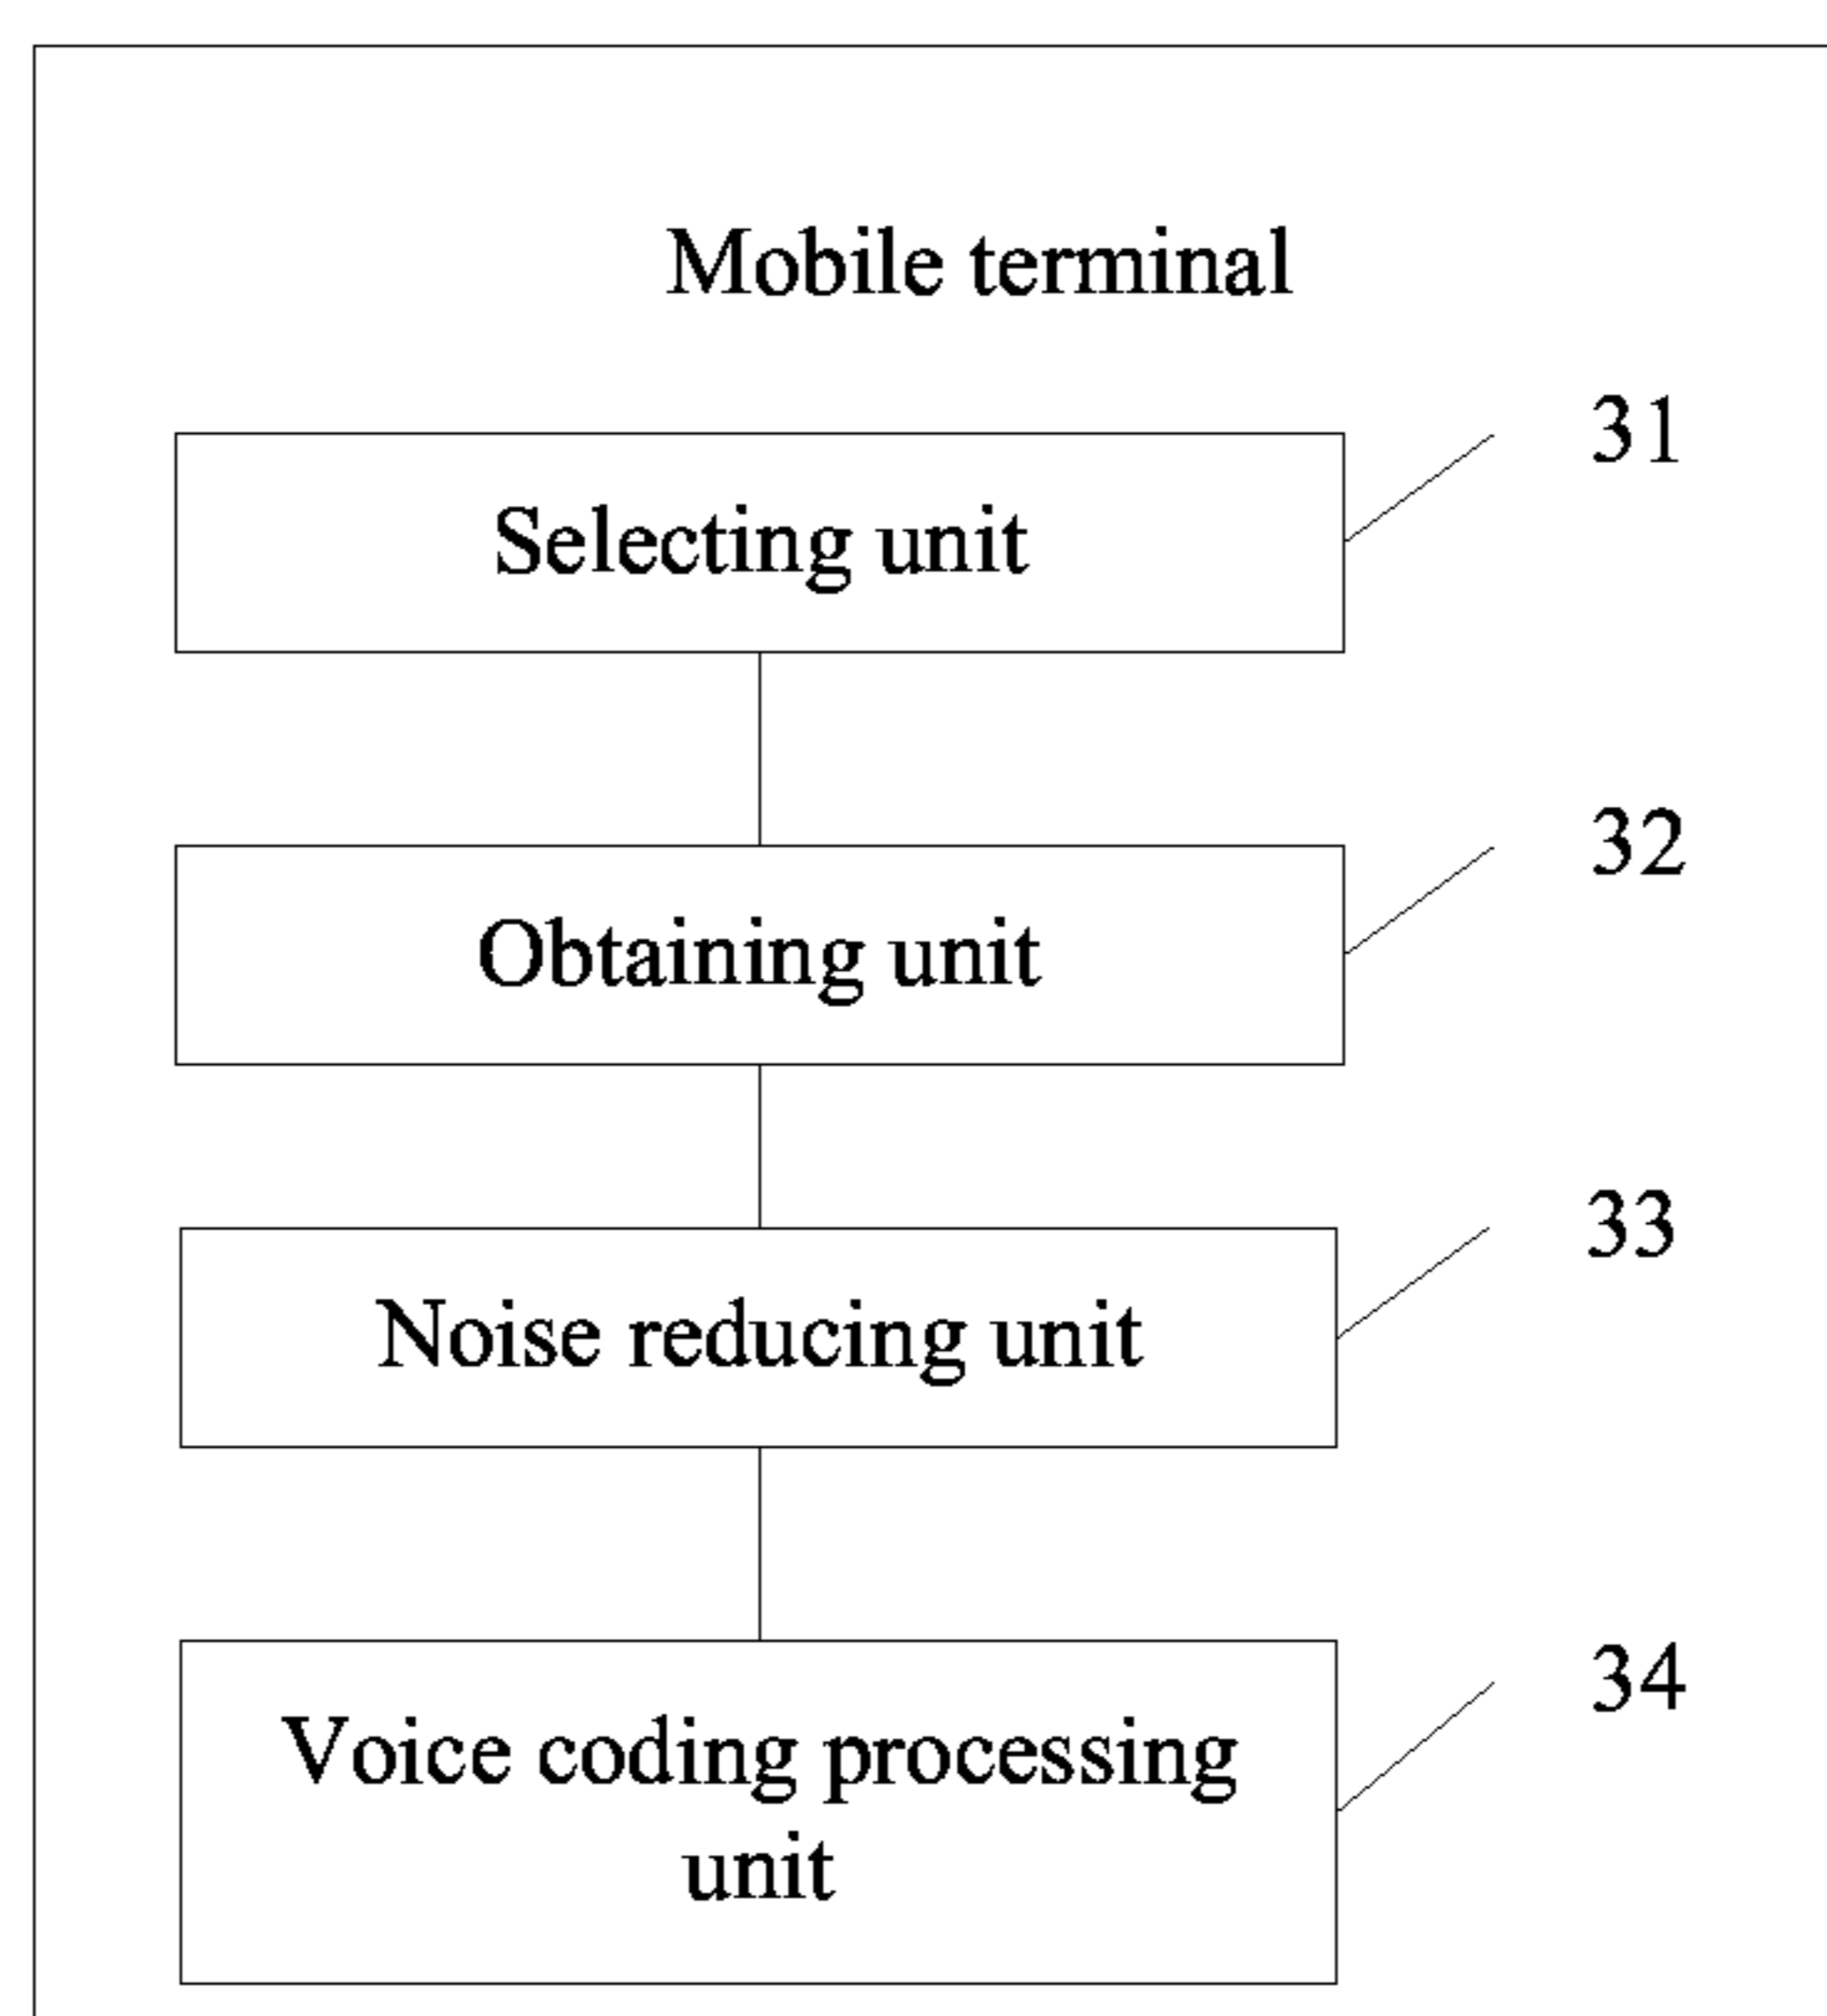 Mobile terminal
31
Selecting unit
32
Obtaining unit
33
Noise reducing unit
34
Voice coding processing
unit